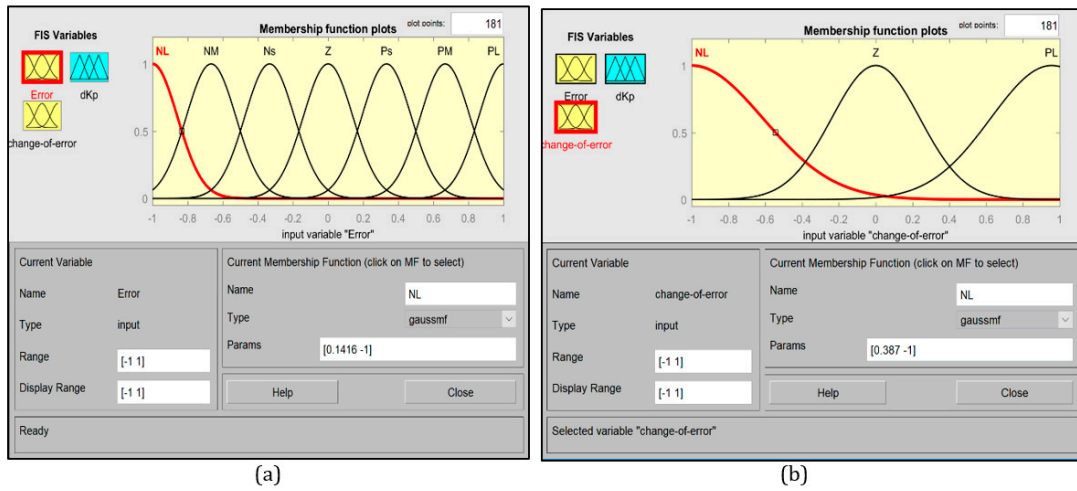 FIS Variables
Membership function plots
plot points:
181
Error
dKp
change-of-error
NL
NM
Ns
Z
Ps
PM
PL
1
0.5
0
-1
-0.8
-0.6
-0.4
-0.2
0
0.2
0.4
0.6
0.8
1
input variable "Error"
Current Variable
Name
Error
Type
input
Range
[-1 1]
Display Range
[-1 1]
Current Membership Function (click on MF to select)
Name
NL
Type
gaussmf
Params
[0.1416 -1]
Help
Close
Ready
(a)
FIS Variables
Membership function plots
plot points:
181
Error
dKp
change-of-error
NL
Z
PL
1
0.5
0
-1
-0.8
-0.6
-0.4
-0.2
0
0.2
0.4
0.6
0.8
1
input variable "change-of-error"
Current Variable
Name
change-of-error
Type
input
Range
[-1 1]
Display Range
[-1 1]
Current Membership Function (click on MF to select)
Name
NL
Type
gaussmf
Params
[0.387 -1]
Help
Close
Selected variable "change-of-error"
(b)